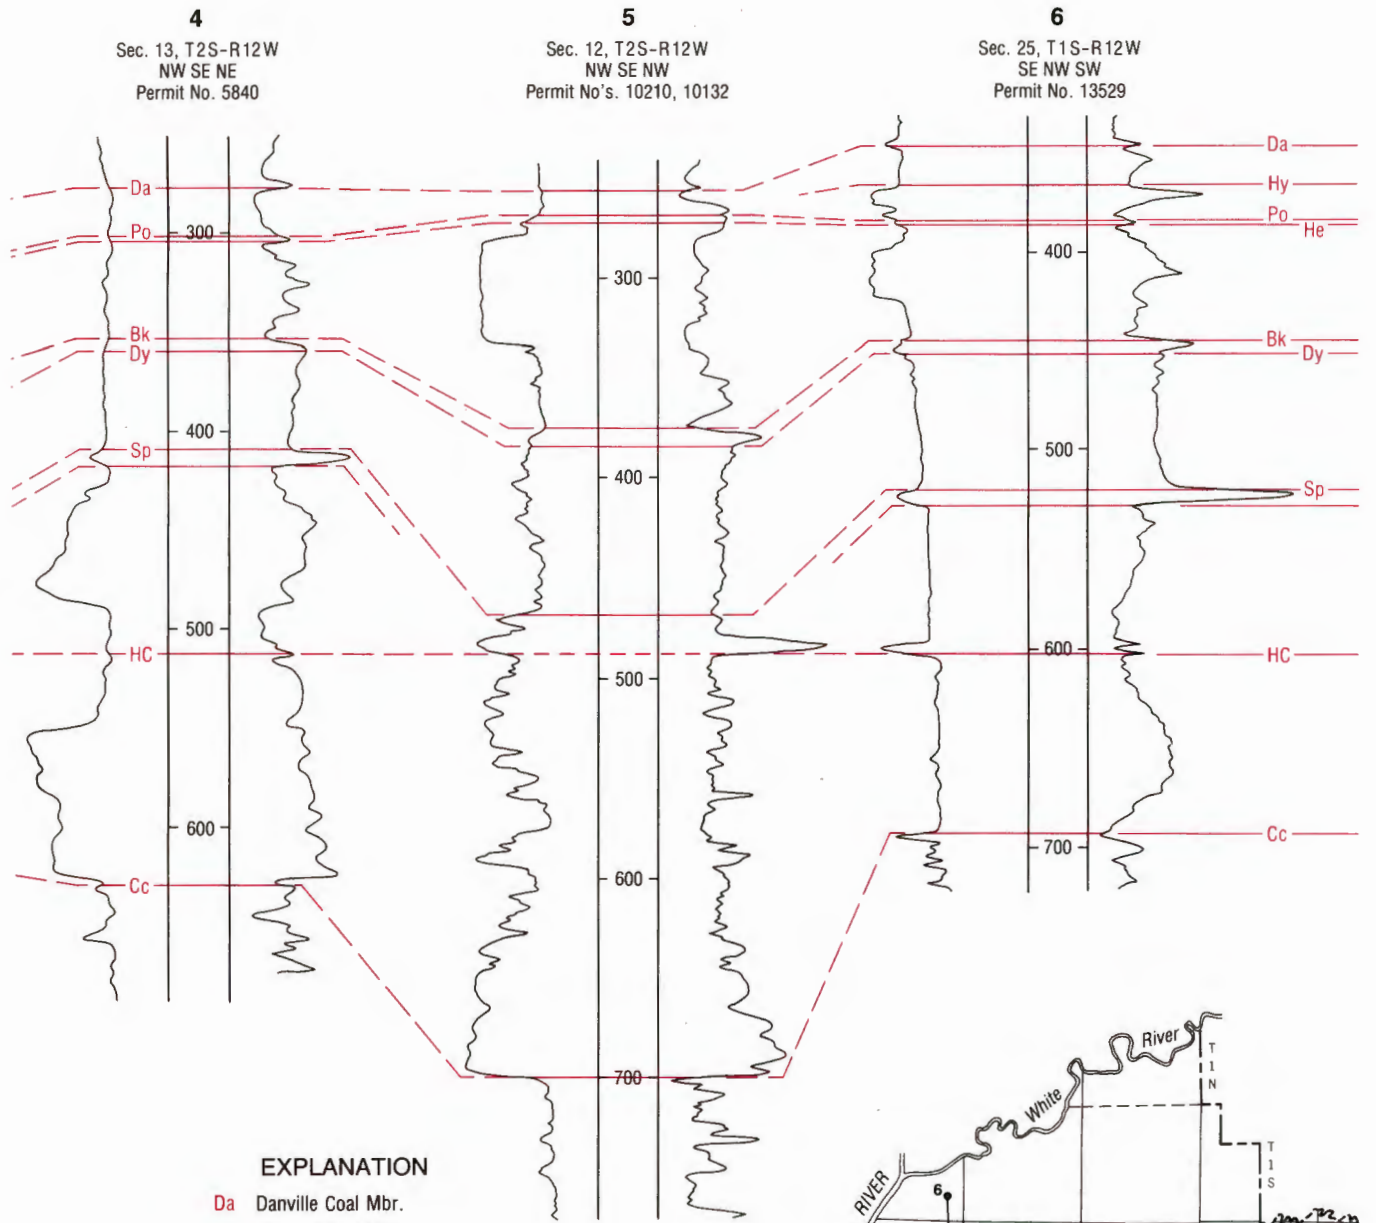 4
Sec. 13, T2S-R12W
NW SE NE
Permit No. 5840
5
Sec. 12, T2S-R12W
NW SE NW
Permit No's. 10210, 10132
6
Sec. 25, T1S-R12W
SE NW SW
Permit No. 13529
Da
Po
300
Bk
Dy
400
Sp
500
HC
600
Cc
300
400
500
600
700
Da
Hy
Po
He
400
Bk
Dy
500
Sp
600
HC
Cc
700
EXPLANATION
Da Danville Coal Mbr.
River
White
RIVER
6
T1N
T1S